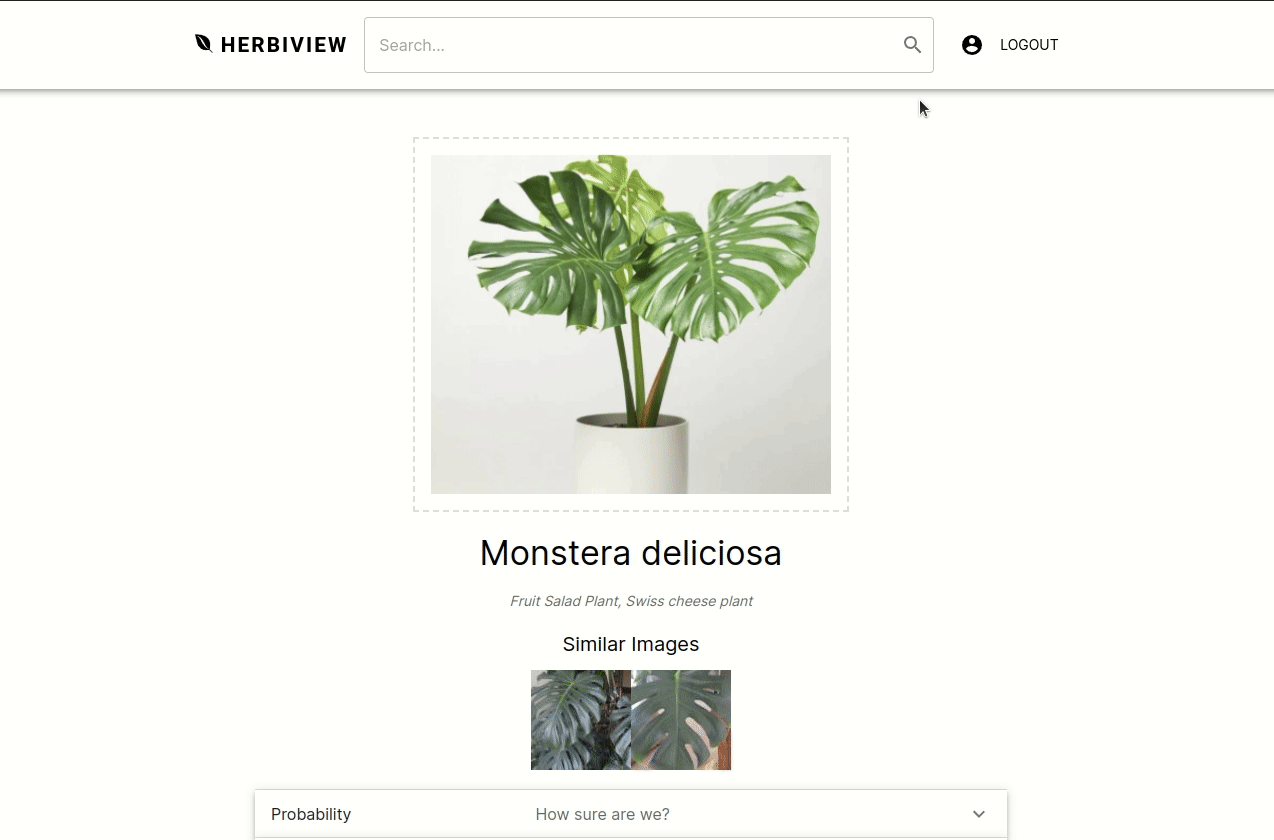 HERBIVIEW
Search...
LOGOUT
Monstera deliciosa
Fruit Salad Plant, Swiss cheese plant
Similar Images
Probability
How sure are we?